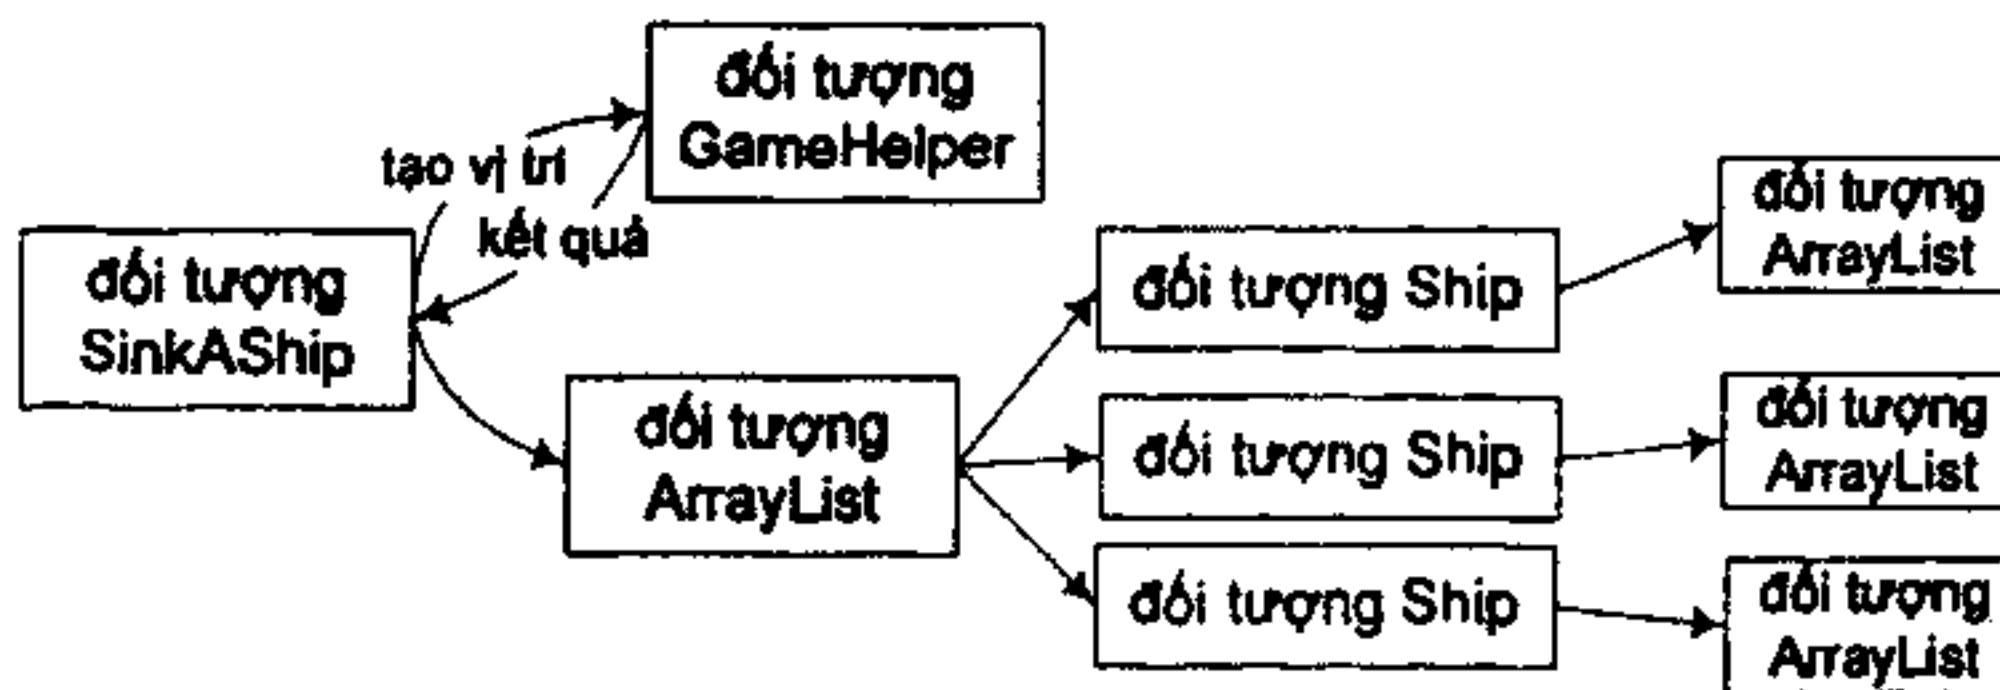 đối tượng
GameHelper
tạo vị trí
kết quả
đối tượng
SinkAShip
đối tượng
ArrayList
đối tượng Ship
đối tượng Ship
đối tượng Ship
đối tượng
ArrayList
đối tượng
ArrayList
đối tượng
ArrayList